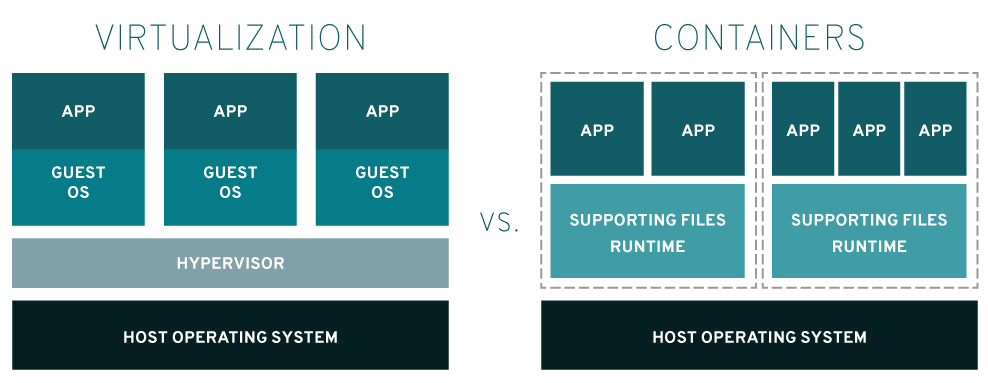 VIRTUALIZATION
APP
APP
APP
GUEST
OS
GUEST
OS
GUEST
OS
HYPERVISOR
HOST OPERATING SYSTEM
VS.
CONTAINERS
APP
APP
APP
APP
APP
SUPPORTING FILES
RUNTIME
SUPPORTING FILES
RUNTIME
HOST OPERATING SYSTEM